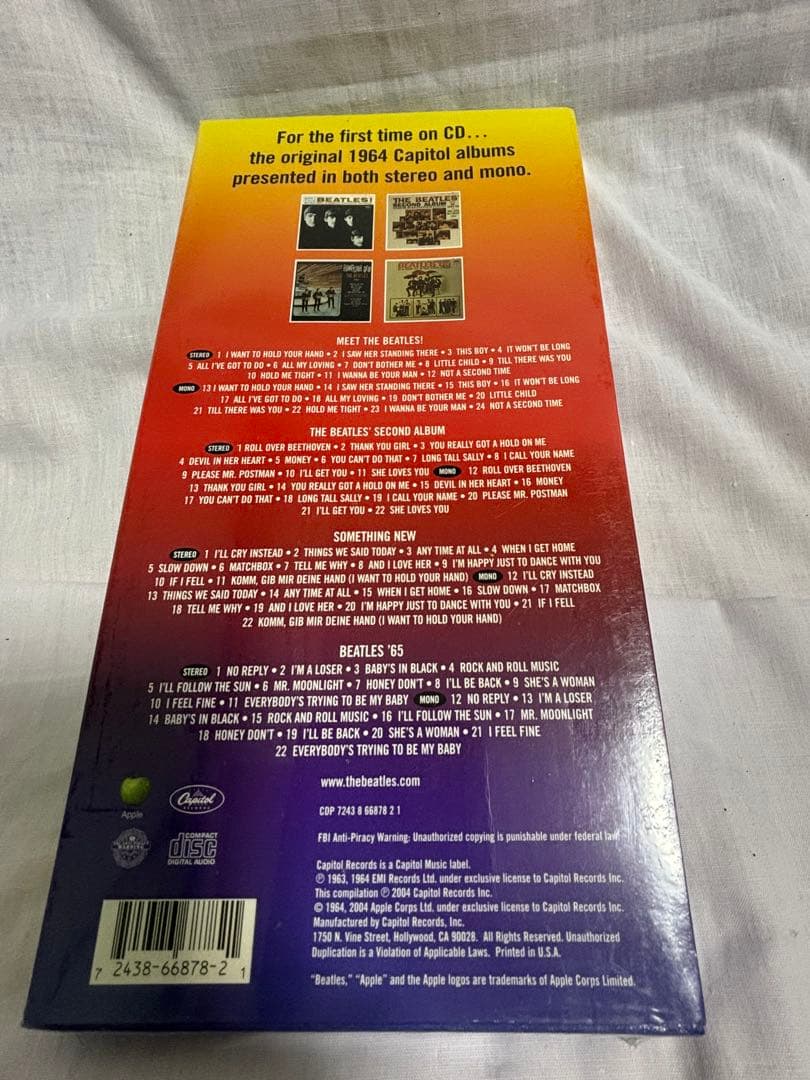 For the first time on CD...
the original 1964 Capitol albums
presented in both stereo and mono.
BEATLES!
THE BEATLES'
SECOND ALBUM
MEET THE BEATLES!
STEREO 1 I WANT TO HOLD YOUR HAND • 2 I SAW HER STANDING THERE • 3 THIS BOY • 4 IT WON'T BE LONG
5 ALL I'VE GOT TO DO • 6 ALL MY LOVING • 7 DON'T BOTHER ME • 8 LITTLE CHILD • 9 TILL THERE WAS YOU
10 HOLD ME TIGHT • 11 I WANNA BE YOUR MAN • 12 NOT A SECOND TIME
MONO 13 I WANT TO HOLD YOUR HAND • 14 I SAW HER STANDING THERE • 15 THIS BOY • 16 IT WON'T BE LONG
17 ALL I'VE GOT TO DO • 18 ALL MY LOVING • 19 DON'T BOTHER ME • 20 LITTLE CHILD
21 TILL THERE WAS YOU • 22 HOLD ME TIGHT • 23 I WANNA BE YOUR MAN • 24 NOT A SECOND TIME
THE BEATLES' SECOND ALBUM
STEREO 1 ROLL OVER BEETHOVEN • 2 THANK YOU GIRL • 3 YOU REALLY GOT A HOLD ON ME
4 DEVIL IN HER HEART • 5 MONEY • 6 YOU CAN'T DO THAT • 7 LONG TALL SALLY • 8 I CALL YOUR NAME
9 PLEASE MR. POSTMAN • 10 I'LL GET YOU • 11 SHE LOVES YOU MONO 12 ROLL OVER BEETHOVEN
13 THANK YOU GIRL • 14 YOU REALLY GOT A HOLD ON ME • 15 DEVIL IN HER HEART • 16 MONEY
17 YOU CAN'T DO THAT • 18 LONG TALL SALLY • 19 I CALL YOUR NAME • 20 PLEASE MR. POSTMAN
21 I'LL GET YOU • 22 SHE LOVES YOU
SOMETHING NEW
STEREO 1 I'LL CRY INSTEAD • 2 THINGS WE SAID TODAY • 3 ANY TIME AT ALL • 4 WHEN I GET HOME
5 SLOW DOWN • 6 MATCHBOX • 7 TELL ME WHY • 8 AND I LOVE HER • 9 I'M HAPPY JUST TO DANCE WITH YOU
10 IF I FELL • 11 KOMM, GIB MIR DEINE HAND (I WANT TO HOLD YOUR HAND) MONO 12 I'LL CRY INSTEAD
13 THINGS WE SAID TODAY • 14 ANY TIME AT ALL • 15 WHEN I GET HOME • 16 SLOW DOWN • 17 MATCHBOX
18 TELL ME WHY • 19 AND I LOVE HER • 20 I'M HAPPY JUST TO DANCE WITH YOU • 21 IF I FELL
22 KOMM, GIB MIR DEINE HAND (I WANT TO HOLD YOUR HAND)
BEATLES '65
STEREO 1 NO REPLY • 2 I'M A LOSER • 3 BABY'S IN BLACK • 4 ROCK AND ROLL MUSIC
5 I'LL FOLLOW THE SUN • 6 MR. MOONLIGHT • 7 HONEY DON'T • 8 I'LL BE BACK • 9 SHE'S A WOMAN
10 I FEEL FINE • 11 EVERYBODY'S TRYING TO BE MY BABY MONO 12 NO REPLY • 13 I'M A LOSER
14 BABY'S IN BLACK • 15 ROCK AND ROLL MUSIC • 16 I'LL FOLLOW THE SUN • 17 MR. MOONLIGHT
18 HONEY DON'T • 19 I'LL BE BACK • 20 SHE'S A WOMAN • 21 I FEEL FINE
22 EVERYBODY'S TRYING TO BE MY BABY
www.thebeatles.com
Apple
Capitol
RECORDS
CDP 7243 8 66878 2 1
COMPACT
disc
DIGITAL AUDIO
FBI Anti-Piracy Warning: Unauthorized copying is punishable under federal law
Capitol Records is a Capitol Music label.
℗ 1963, 1964 EMI Records Ltd. under exclusive license to Capitol Records Inc.
This compilation ℗ 2004 Capitol Records Inc.
© 1964, 2004 Apple Corps Ltd. under exclusive license to Capitol Records Inc.
Manufactured by Capitol Records, Inc.
1750 N. Vine Street, Hollywood, CA 90028. All Rights Reserved. Unauthorized
Duplication is a Violation of Applicable Laws. Printed in U.S.A.
"Beatles," "Apple" and the Apple logos are trademarks of Apple Corps Limited.
7 2438-66878-2 1